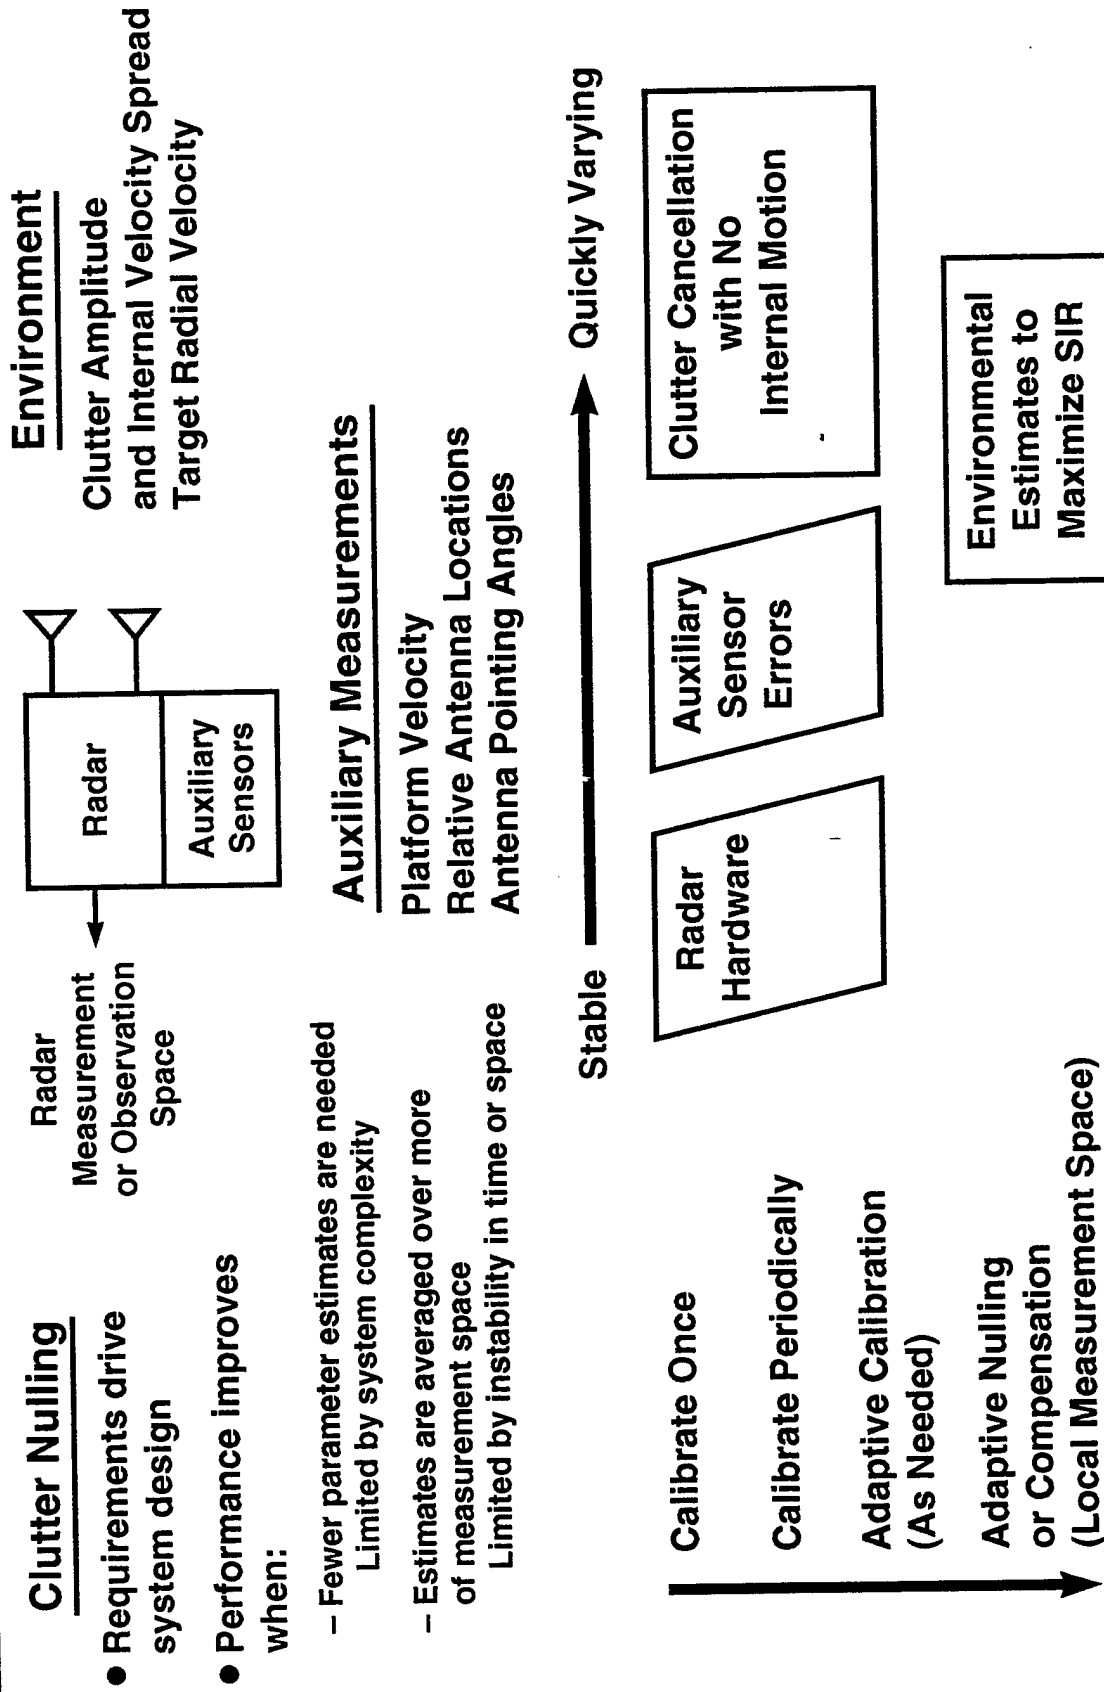 Clutter Nulling
● Requirements drive
system design
● Performance improves
when:
– Fewer parameter estimates are needed
Limited by system complexity
– Estimates are averaged over more
of measurement space
Limited by instability in time or space
Radar
Measurement
or Observation
Space
Radar
Auxiliary
Sensors
Environment
Clutter Amplitude
and Internal Velocity Spread
Target Radial Velocity
Auxiliary Measurements
Platform Velocity
Relative Antenna Locations
Antenna Pointing Angles
Stable
Quickly Varying
Calibrate Once
Calibrate Periodically
Adaptive Calibration
(As Needed)
Adaptive Nulling
or Compensation
(Local Measurement Space)
Radar
Hardware
Auxiliary
Sensor
Errors
Clutter Cancellation
with No
Internal Motion
Environmental
Estimates to
Maximize SIR